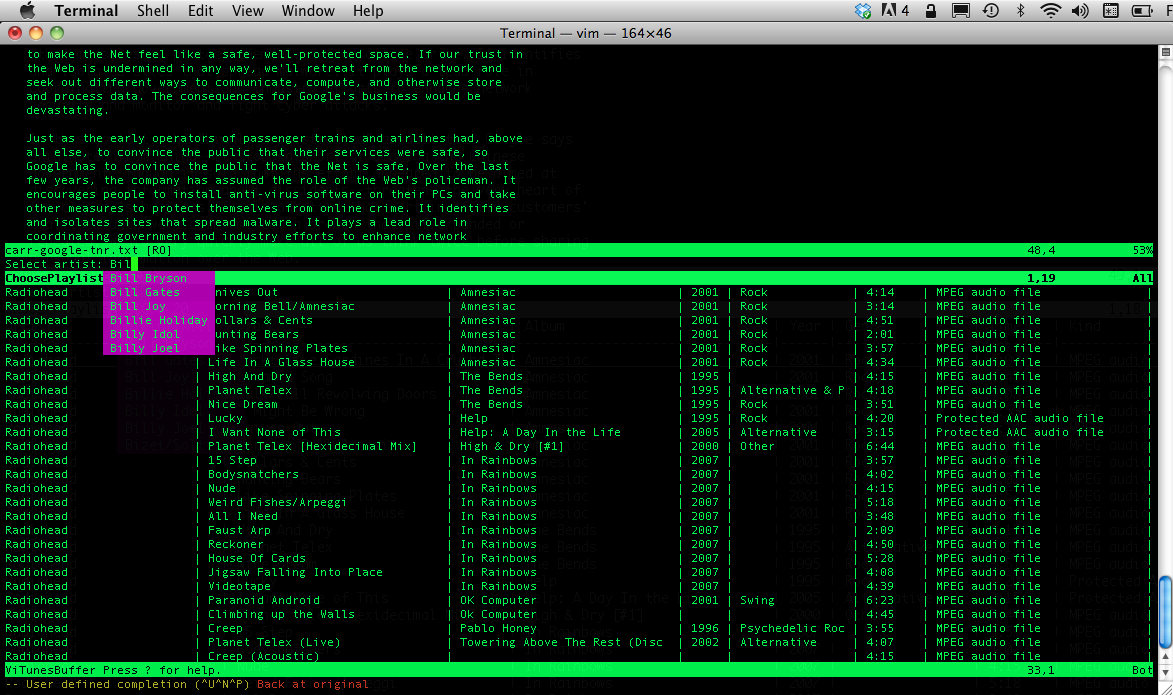 Terminal Shell Edit View Window Help 4
Terminal — vim — 164×46
to make the Net feel like a safe, well-protected space. If our trust in
the Web is undermined in any way, we'll retreat from the network and
seek out different ways to communicate, compute, and otherwise store
and process data. The consequences for Google's business would be
devastating.
Just as the early operators of passenger trains and airlines had, above
all else, to convince the public that their services were safe, so
Google has to convince the public that the Net is safe. Over the last
few years, the company has assumed the role of the Web's policeman. It
encourages people to install anti-virus software on their PCs and take
other measures to protect themselves from online crime. It identifies
and isolates sites that spread malware. It plays a lead role in
coordinating government and industry efforts to enhance network
carr-google-tnr.txt [RO] 48,4 53%
Select artist: Bil
ChoosePlaylist Bill Bryson 1,19 All
Radiohead Bill Gates nives Out | Amnesiac | 2001 | Rock | 4:14 | MPEG audio file |
Radiohead Bill Joy orning Bell/Amnesiac | Amnesiac | 2001 | Rock | 3:14 | MPEG audio file |
Radiohead Billie Holiday ollars & Cents | Amnesiac | 2001 | Rock | 4:51 | MPEG audio file |
Radiohead Billy Idol unting Bears | Amnesiac | 2001 | Rock | 2:01 | MPEG audio file |
Radiohead Billy Joel ike Spinning Plates | Amnesiac | 2001 | Rock | 3:57 | MPEG audio file |
Radiohead | Life In A Glass House | Amnesiac | 2001 | Rock | 4:34 | MPEG audio file |
Radiohead | High And Dry | The Bends | 1995 | | 4:15 | MPEG audio file |
Radiohead | Planet Telex | The Bends | 1995 | Alternative & P | 4:18 | MPEG audio file |
Radiohead | Nice Dream | The Bends | 1995 | Rock | 3:51 | MPEG audio file |
Radiohead | Lucky | Help | 1995 | Rock | 4:20 | Protected AAC audio file |
Radiohead | I Want None of This | Help: A Day In the Life | 2005 | Alternative | 3:15 | Protected AAC audio file |
Radiohead | Planet Telex [Hexidecimal Mix] | High & Dry [#1] | 2000 | Other | 6:44 | MPEG audio file |
Radiohead | 15 Step | In Rainbows | 2007 | | 3:57 | MPEG audio file |
Radiohead | Bodysnatchers | In Rainbows | 2007 | | 4:02 | MPEG audio file |
Radiohead | Nude | In Rainbows | 2007 | | 4:15 | MPEG audio file |
Radiohead | Weird Fishes/Arpeggi | In Rainbows | 2007 | | 5:18 | MPEG audio file |
Radiohead | All I Need | In Rainbows | 2007 | | 3:48 | MPEG audio file |
Radiohead | Faust Arp | In Rainbows | 2007 | | 2:09 | MPEG audio file |
Radiohead | Reckoner | In Rainbows | 2007 | | 4:50 | MPEG audio file |
Radiohead | House Of Cards | In Rainbows | 2007 | | 5:28 | MPEG audio file |
Radiohead | Jigsaw Falling Into Place | In Rainbows | 2007 | | 4:08 | MPEG audio file |
Radiohead | Videotape | In Rainbows | 2007 | | 4:39 | MPEG audio file |
Radiohead | Paranoid Android | OK Computer | 2001 | Swing | 6:23 | MPEG audio file |
Radiohead | Climbing up the Walls | Ok Computer | | | 4:45 | MPEG audio file |
Radiohead | Creep | Pablo Honey | 1996 | Psychedelic Roc | 3:55 | MPEG audio file |
Radiohead | Planet Telex (Live) | Towering Above The Rest (Disc | 2002 | Alternative | 4:07 | MPEG audio file |
Radiohead | Creep (Acoustic) | | | | 4:15 | MPEG audio file |
ViTunesBuffer Press ? for help. 33,1 Bot
-- User defined completion (^U^N^P) Back at original